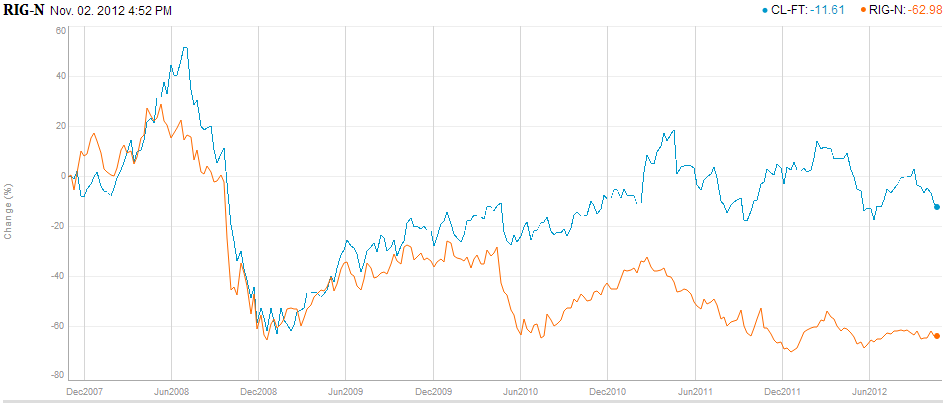 RIG-N Nov. 02. 2012 4:52 PM
CL-FT: -11.61 RIG-N: -62.98
60
40
20
0
-20
-40
-60
-80
Change (%)
Dec2007 Jun2008 Dec2008 Jun2009 Dec2009 Jun2010 Dec2010 Jun2011 Dec2011 Jun2012